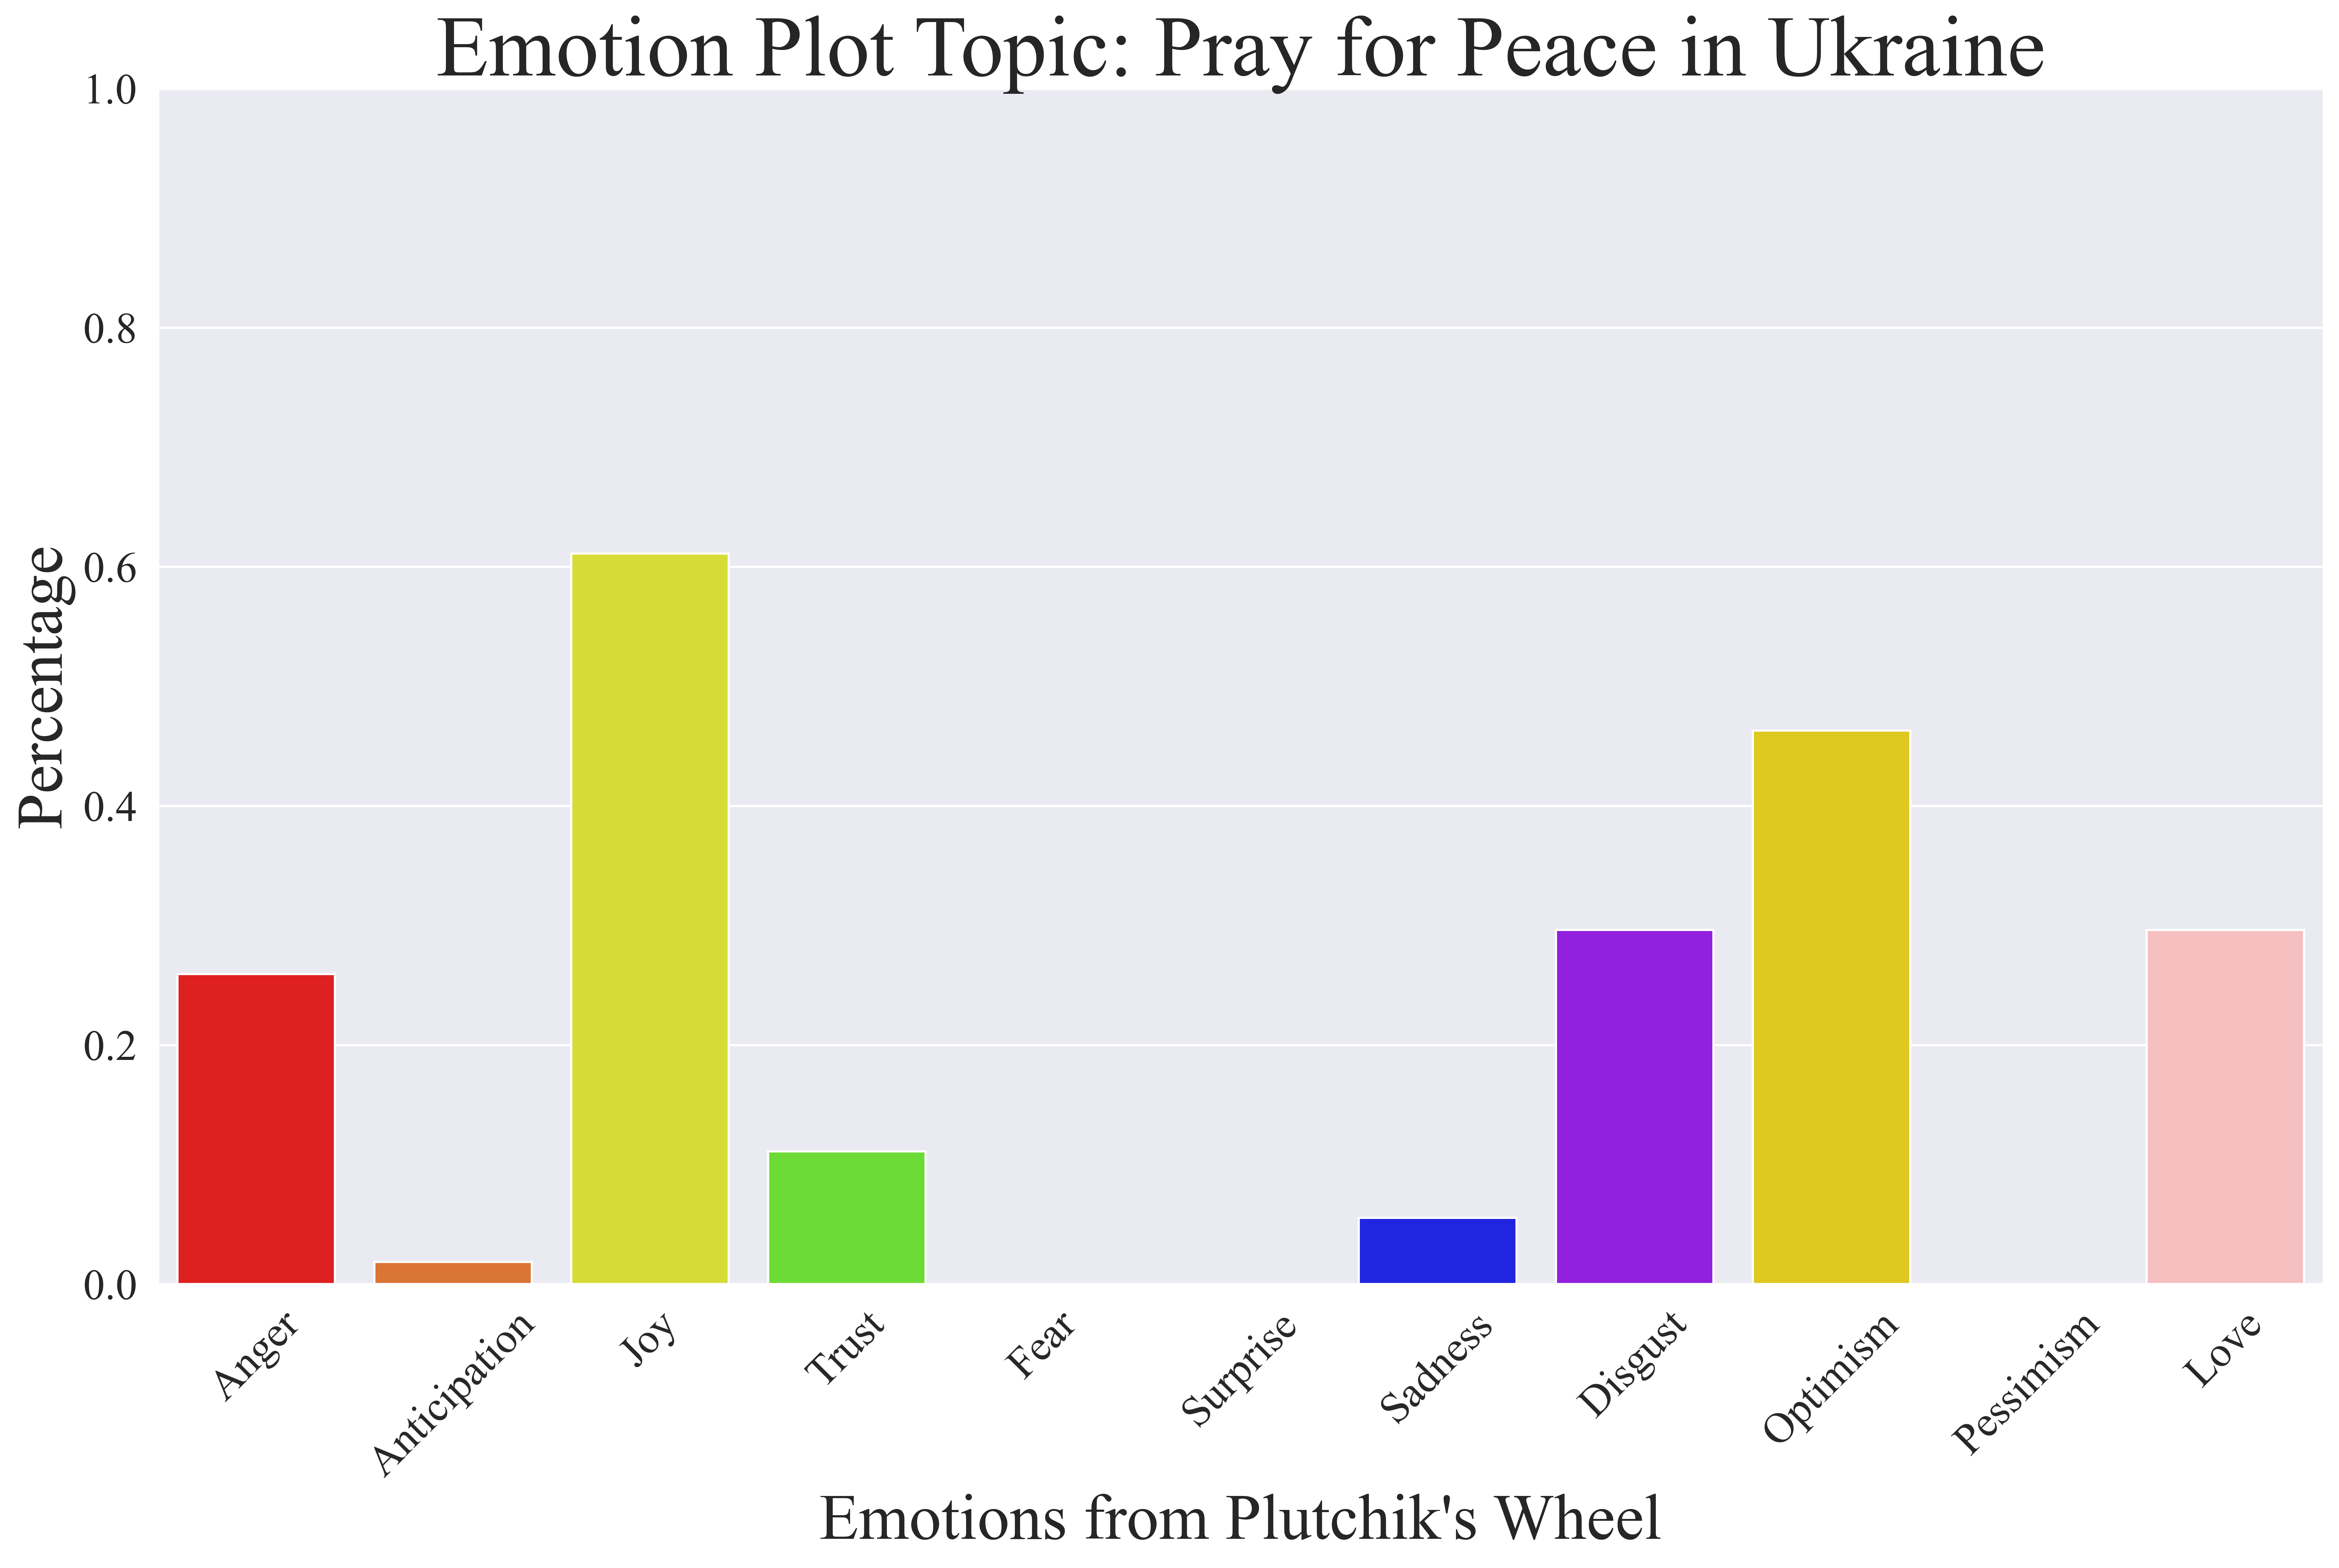 Emotion Plot Topic: Pray for Peace in Ukraine
1.0
0.8
0.6
0.4
0.2
0.0
Percentage
Anger
Anticipation
Joy
Trust
Fear
Surprise
Sadness
Disgust
Optimism
Pessimism
Love
Emotions from Plutchik's Wheel